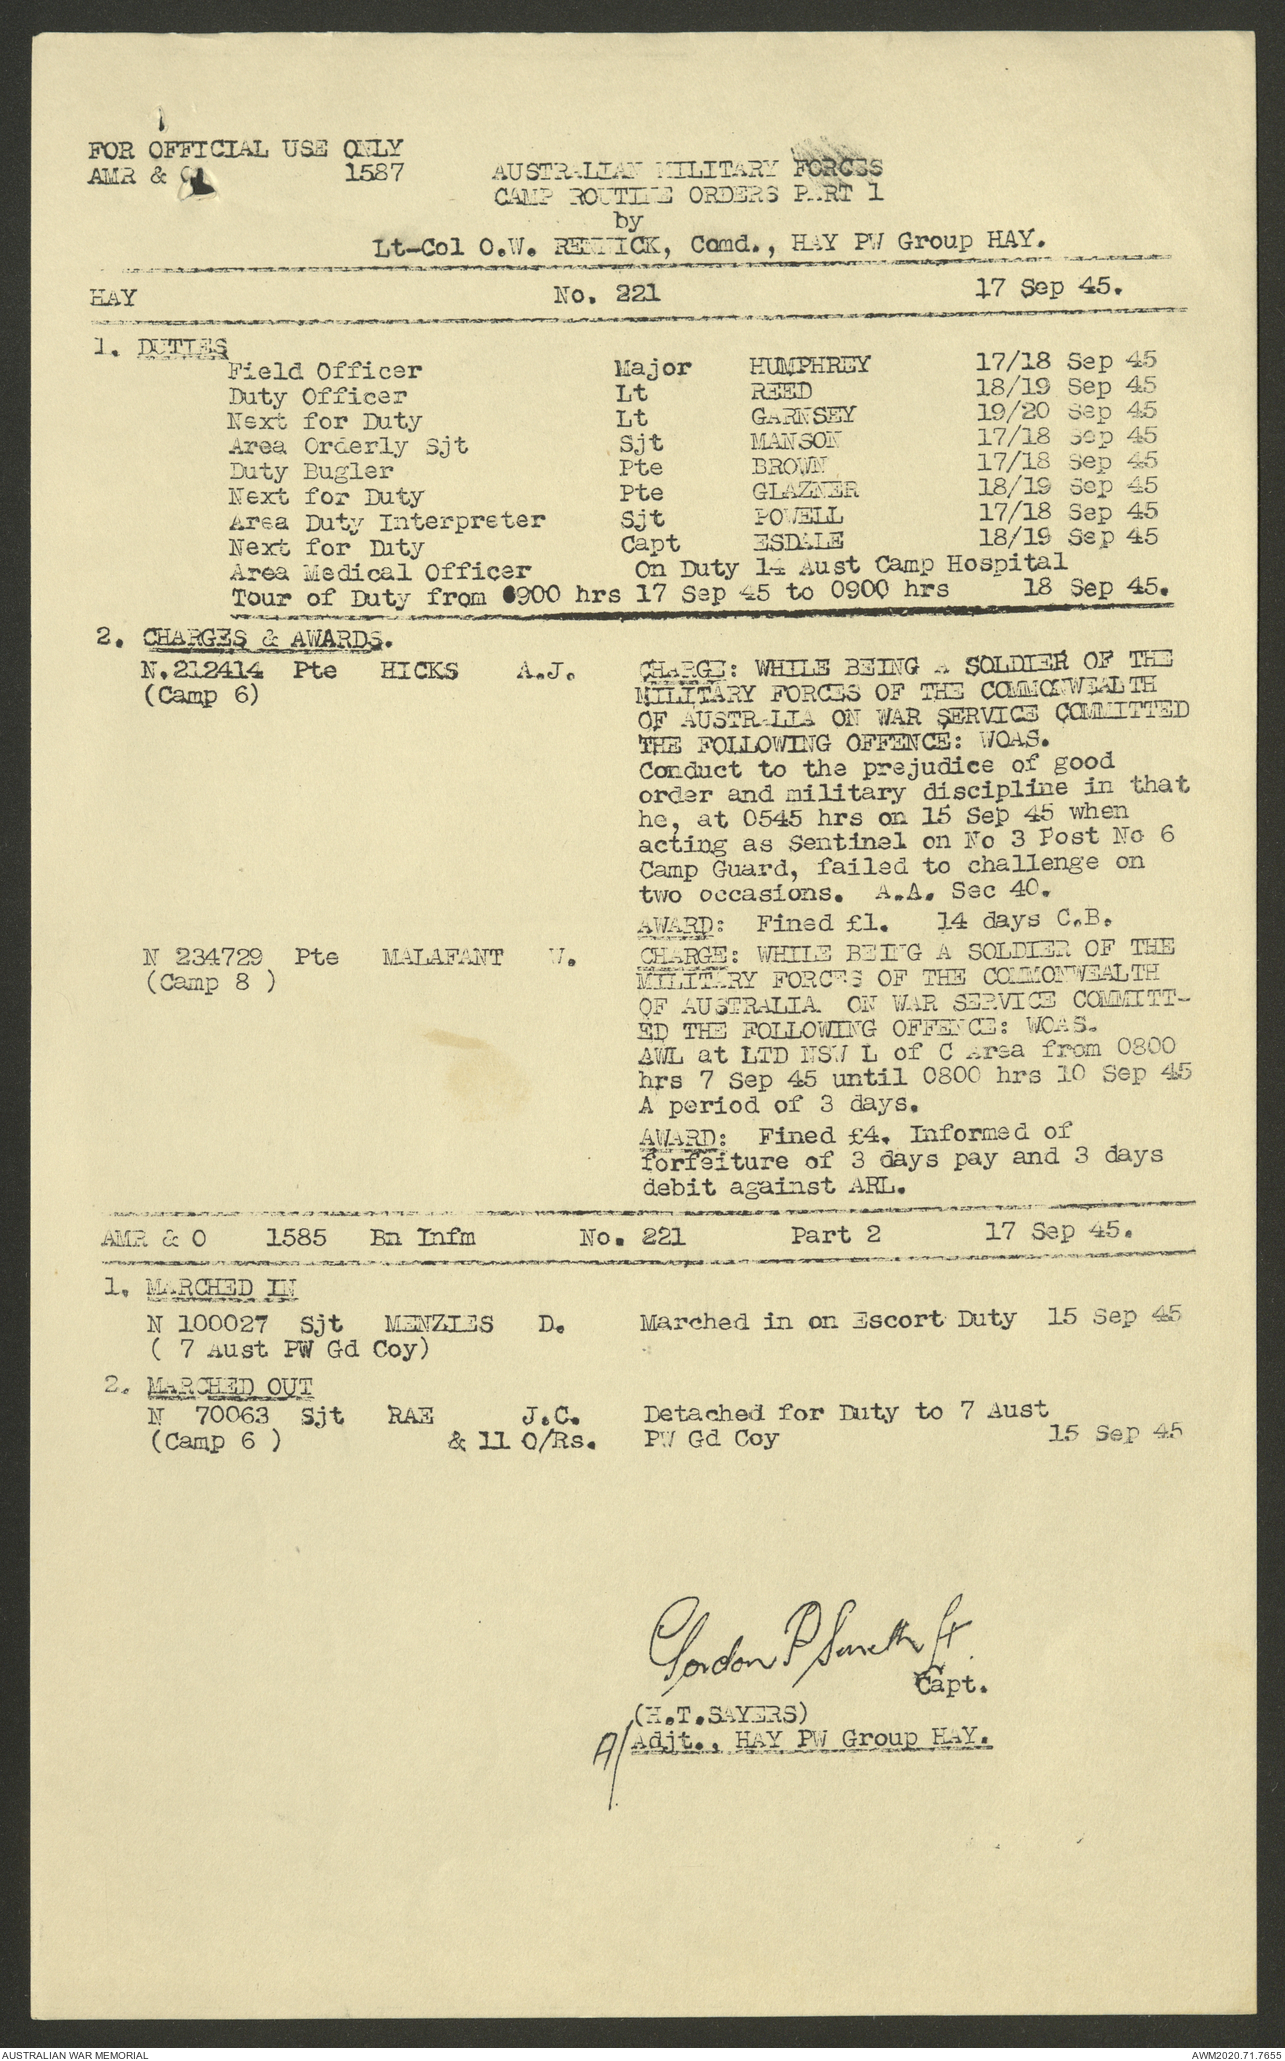 FOR OFFICIAL USE ONLY
AMR & 1587
AUSTRALIAN MILITARY FORCES
CAMP ROUTINE ORDERS PART 1
by
Lt-Col O.W. RENNICK, Comd., HAY PW Group HAY.
HAY No. 221 17 Sep 45.
1. DUTIES
Field Officer Major HUMPHREY 17/18 Sep 45
Duty Officer Lt REED 18/19 Sep 45
Next for Duty Lt GARNSEY 19/20 Sep 45
Area Orderly Sjt Sjt MANSON 17/18 Sep 45
Duty Bugler Pte BROWN 17/18 Sep 45
Next for Duty Pte GLAZNER 18/19 Sep 45
Area Duty Interpreter Sjt POWELL 17/18 Sep 45
Next for Duty Capt ESDALE 18/19 Sep 45
Area Medical Officer On Duty 14 Aust Camp Hospital
Tour of Duty from 0900 hrs 17 Sep 45 to 0900 hrs 18 Sep 45.
2. CHARGES & AWARDS.
N.212414 Pte HICKS A.J. CHARGE: WHILE BEING A SOLDIER OF THE
(Camp 6) MILITARY FORCES OF THE COMMONWEALTH
OF AUSTRALIA ON WAR SERVICE COMMITTED
THE FOLLOWING OFFENCE: WOAS.
Conduct to the prejudice of good
order and military discipline in that
he, at 0545 hrs on 15 Sep 45 when
acting as Sentinel on No 3 Post No 6
Camp Guard, failed to challenge on
two occasions. A.A. Sec 40.
AWARD: Fined £1. 14 days C.B.
N 234729 Pte MALAFANT V. CHARGE: WHILE BEING A SOLDIER OF THE
(Camp 8 ) MILITARY FORCES OF THE COMMONWEALTH
OF AUSTRALIA ON WAR SERVICE COMMITT-
ED THE FOLLOWING OFFENCE: WOAS.
AWL at LTD NSW L of C Area from 0800
hrs 7 Sep 45 until 0800 hrs 10 Sep 45
A period of 3 days.
AWARD: Fined £4. Informed of
forfeiture of 3 days pay and 3 days
debit against ARL.
AMR & O 1585 Bn Infm No. 221 Part 2 17 Sep 45.
1. MARCHED IN
N 100027 Sjt MENZIES D. Marched in on Escort Duty 15 Sep 45
( 7 Aust PW Gd Coy)
2. MARCHED OUT
N 70063 Sjt RAE J.C. Detached for Duty to 7 Aust
(Camp 6 ) & 11 O/Rs. PW Gd Coy 15 Sep 45
Gordon P Smith Lt
Capt.
(H.T.SAYERS)
A/ Adjt., HAY PW Group HAY.
AUSTRALIAN WAR MEMORIAL AWM2020.71.7655